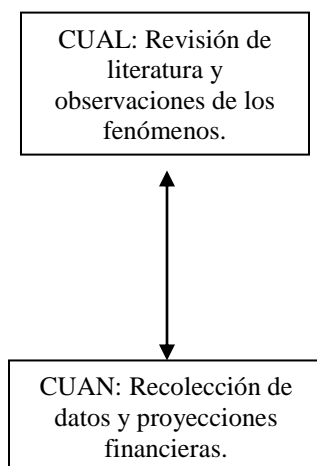 CUAL: Revisión de
literatura y
observaciones de los
fenómenos.
CUAN: Recolección de
datos y proyecciones
financieras.